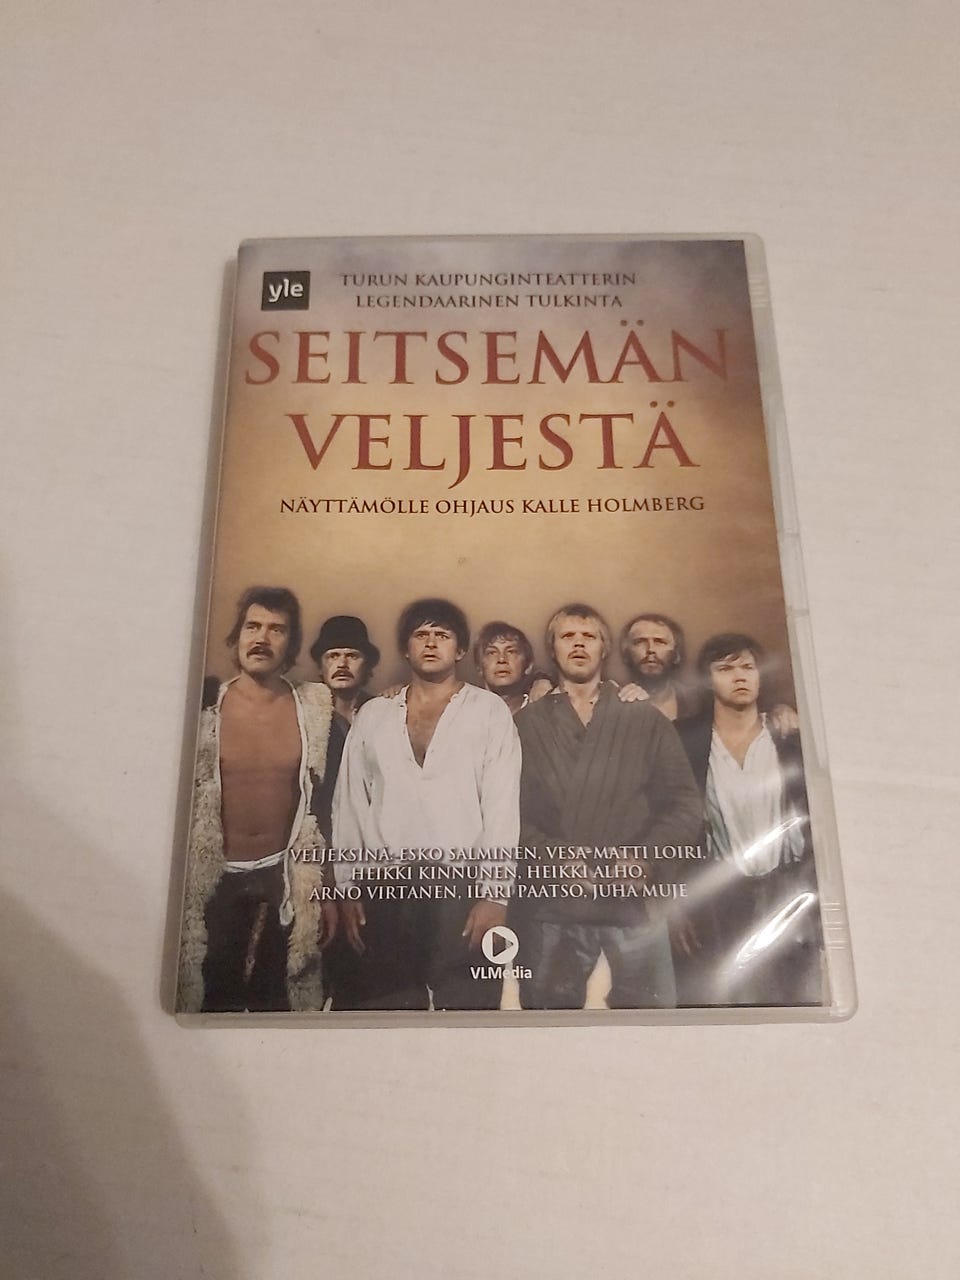 yle
TURUN KAUPUNGINTEATTERIN
LEGENDAARINEN TULKINTA
SEITSEMÄN
VELJESTÄ
NÄYTTÄMÖLLE OHJAUS KALLE HOLMBERG
VELJEKSINÄ: ESKO SALMINEN, VESA-MATTI LOIRI,
HEIKKI KINNUNEN, HEIKKI ALHO,
ARNO VIRTANEN, ILARI PAATSO, JUHA MUJE
VLMedia